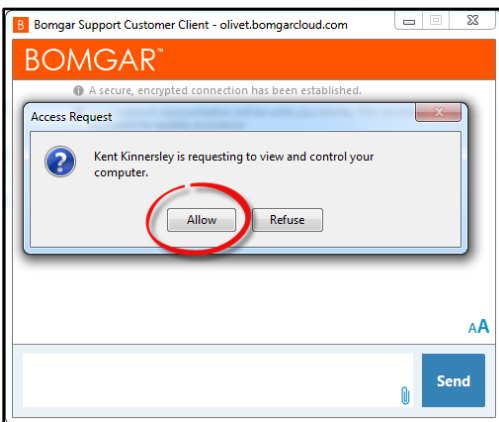 Bomgar Support Customer Client - olivet.bomgarcloud.com
BOMGAR™
A secure, encrypted connection has been established.
Access Request
Kent Kinnersley is requesting to view and control your
computer.
Allow Refuse
AA
Send